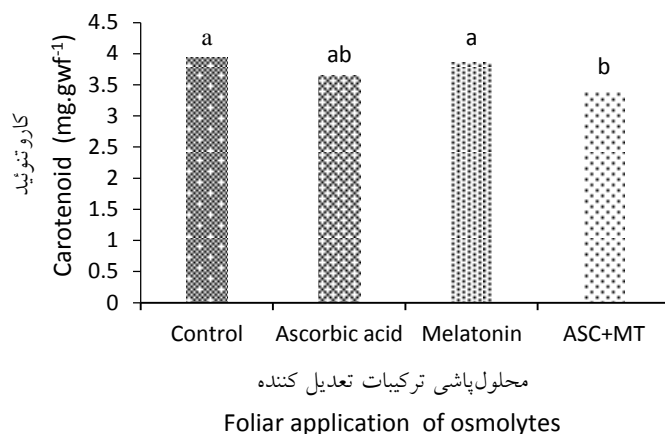 4.5
4
3.5
3
2.5
2
1.5
1
0.5
0
کاروتنوئید
Carotenoid (mg.gwf-1)
a
ab
a
b
Control
Ascorbic acid
Melatonin
ASC+MT
محلول‌پاشی ترکیبات تعدیل کننده
Foliar application of osmolytes